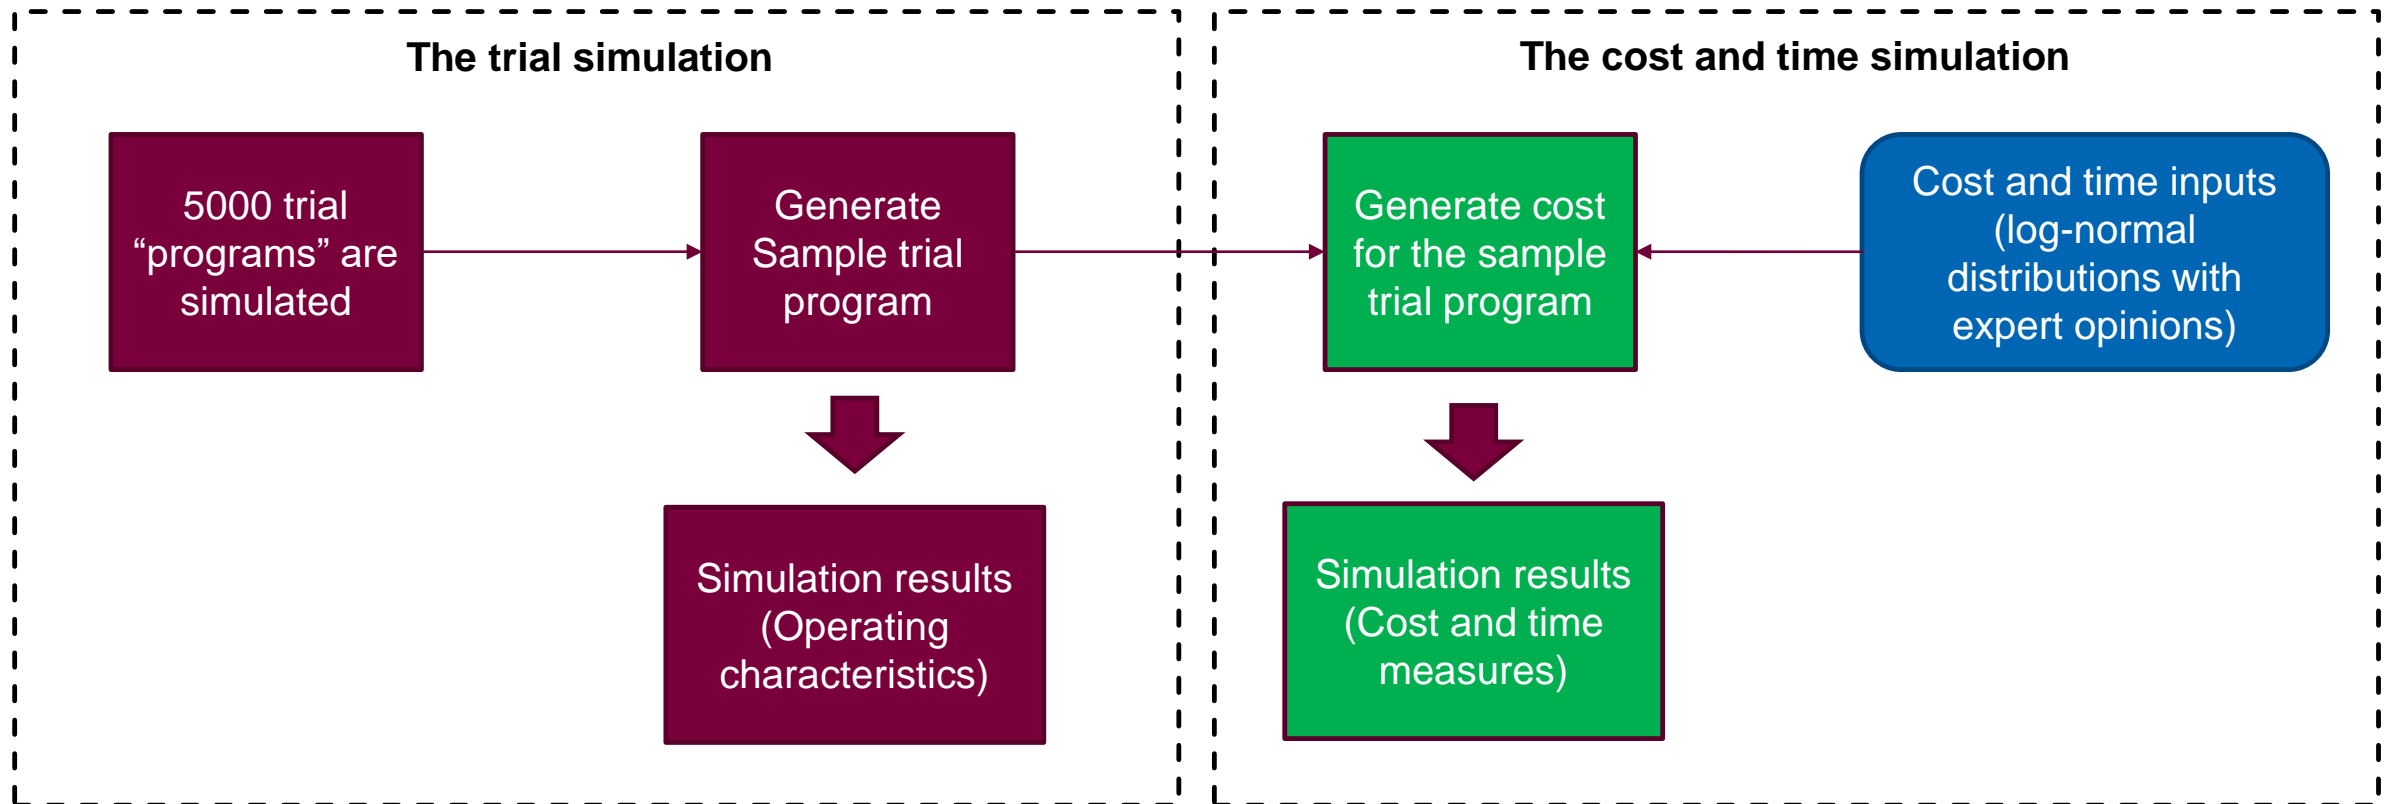 The trial simulation
5000 trial
“programs” are
simulated
Generate
Sample trial
program
Simulation results
(Operating
characteristics)
The cost and time simulation
Generate cost
for the sample
trial program
Cost and time inputs
(log-normal
distributions with
expert opinions)
Simulation results
(Cost and time
measures)